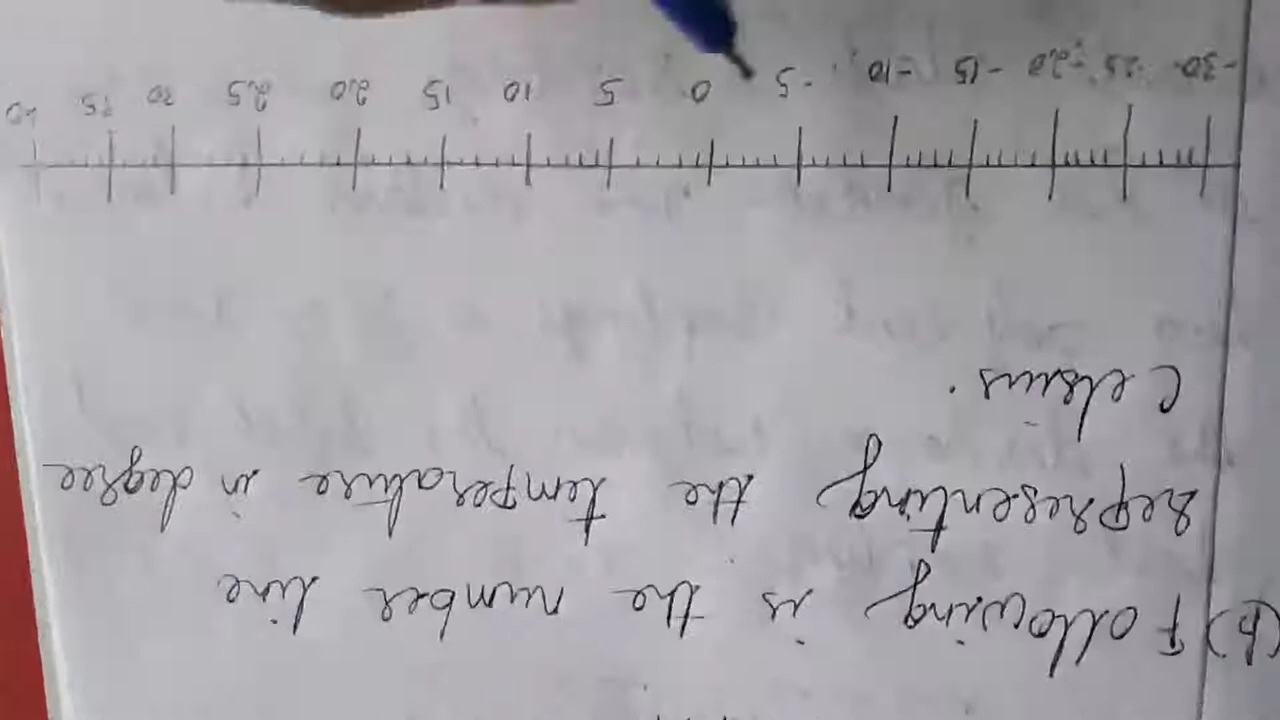 (b) Following is the number line
representing the temperature in degree
Celsius.
-30 -25 -20 -15 -10 -5 0 5 10 15 20 25 30 35 40